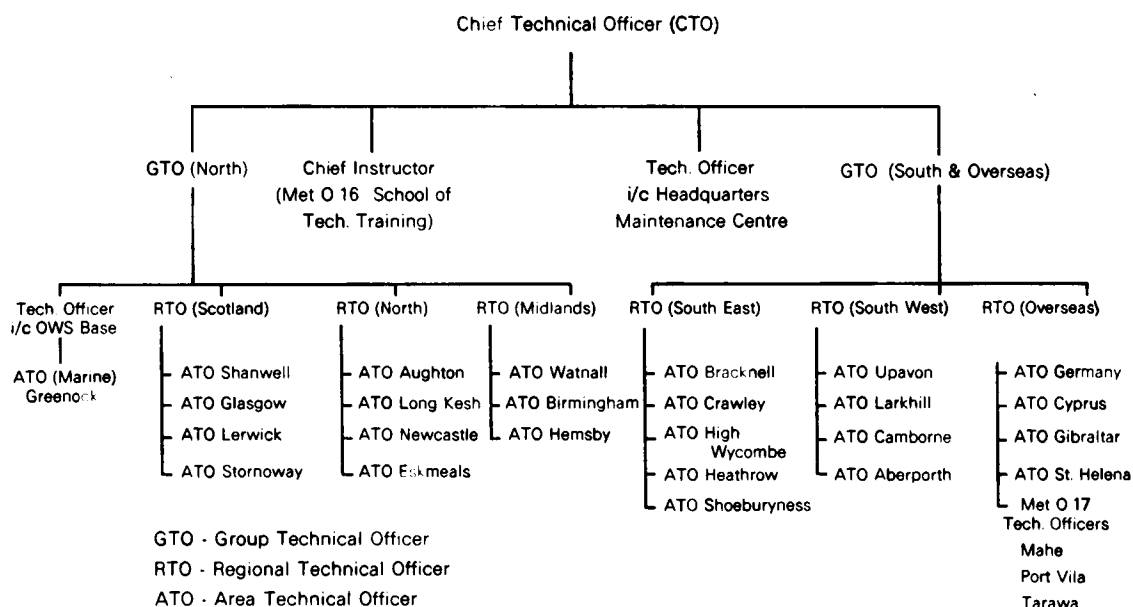 Chief Technical Officer (CTO)
GTO (North)
Chief Instructor
(Met O 16 School of
Tech. Training)
Tech. Officer
i/c Headquarters
Maintenance Centre
GTO (South & Overseas)
Tech. Officer
i/c OWS Base
ATO (Marine)
Greenock
RTO (Scotland)
ATO Shanwell
ATO Glasgow
ATO Lerwick
ATO Stornoway
RTO (North)
ATO Aughton
ATO Long Kesh
ATO Newcastle
ATO Eskmeals
RTO (Midlands)
ATO Watnall
ATO Birmingham
ATO Hemsby
RTO (South East)
ATO Bracknell
ATO Crawley
ATO High
Wycombe
ATO Heathrow
ATO Shoeburyness
RTO (South West)
ATO Upavon
ATO Larkhill
ATO Camborne
ATO Aberporth
RTO (Overseas)
ATO Germany
ATO Cyprus
ATO Gibraltar
ATO St. Helena
Met O 17
Tech. Officers
Mahe
Port Vila
Tarawa
GTO - Group Technical Officer
RTO - Regional Technical Officer
ATO - Area Technical Officer